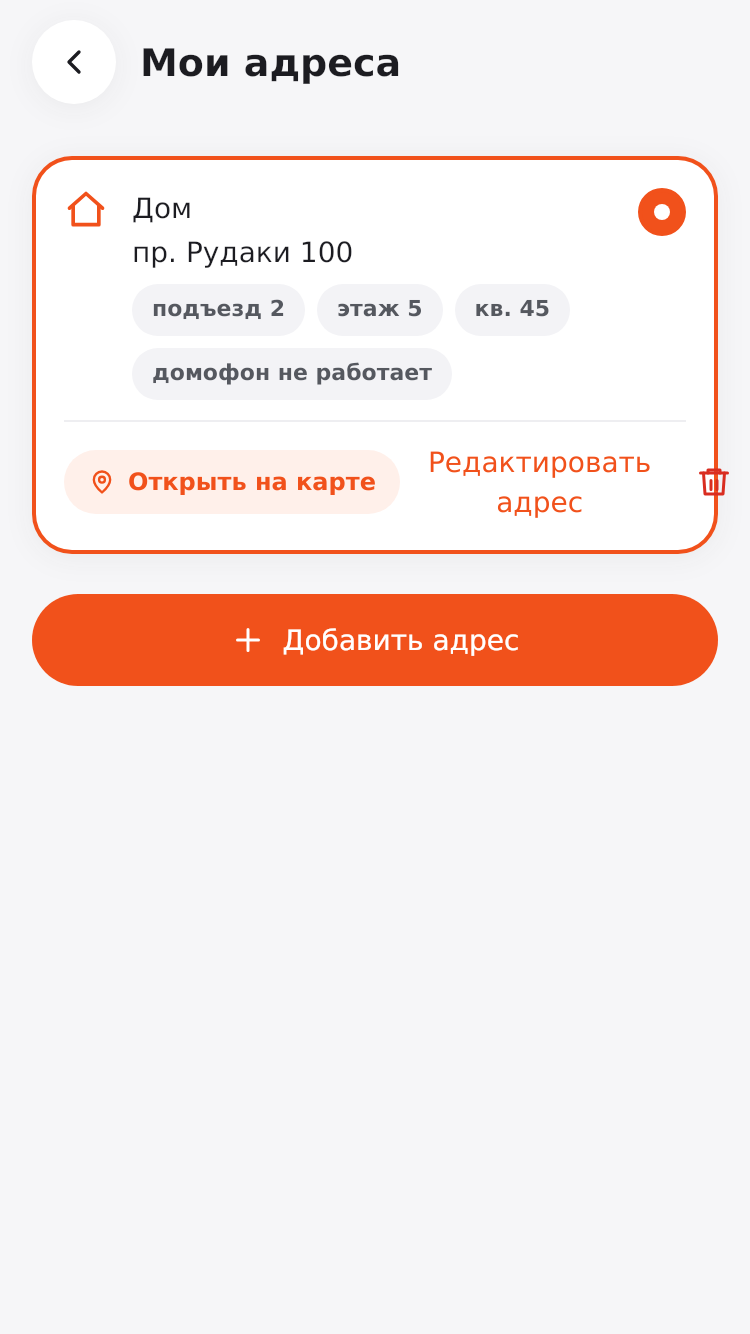 Мои адреса
Дом
пр. Рудаки 100
подъезд 2 этаж 5 кв. 45
домофон не работает
Открыть на карте
Редактировать
адрес
Добавить адрес